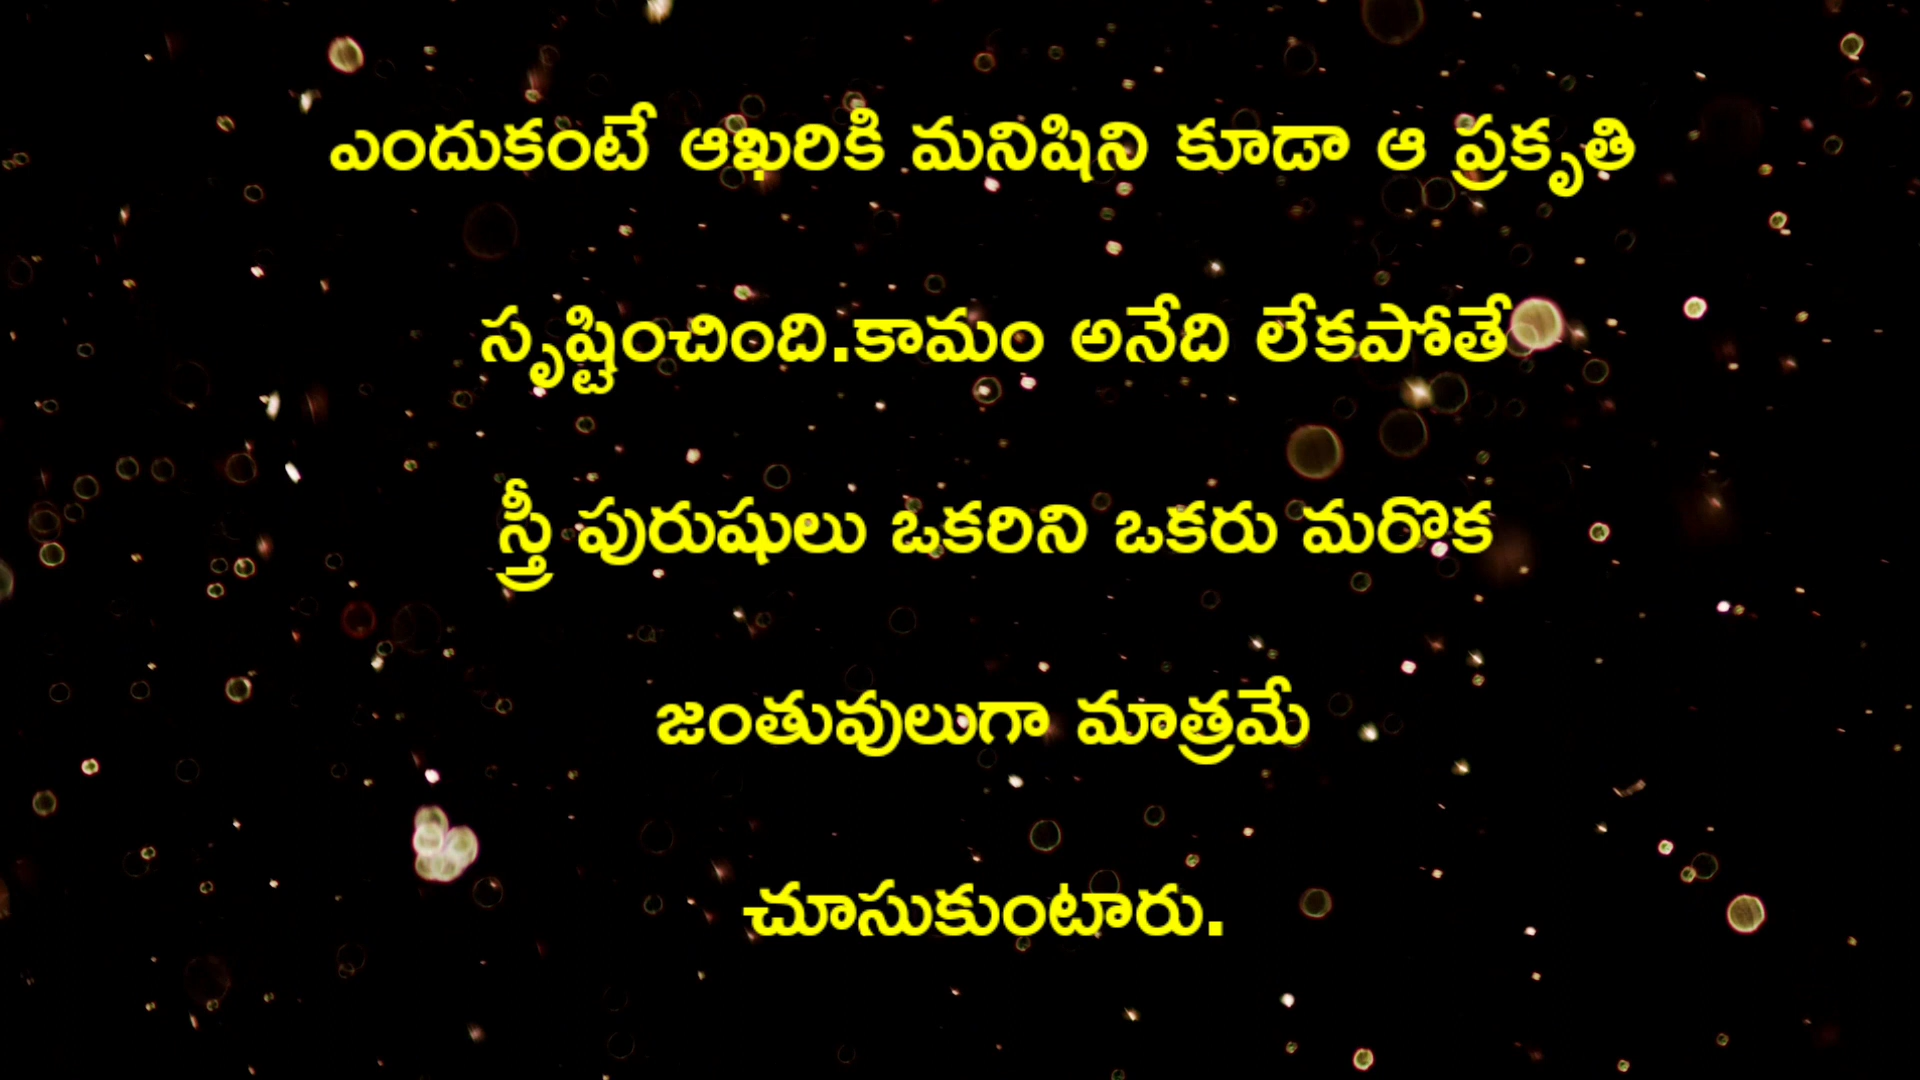 ఎందుకంటే ఆఖరికి మనిషిని కూడా ఆ ప్రకృతి
సృష్టించింది.కామం అనేది లేకపోతే
స్త్రీ పురుషులు ఒకరిని ఒకరు మరొక
జంతువులుగా మాత్రమే
చూసుకుంటారు.